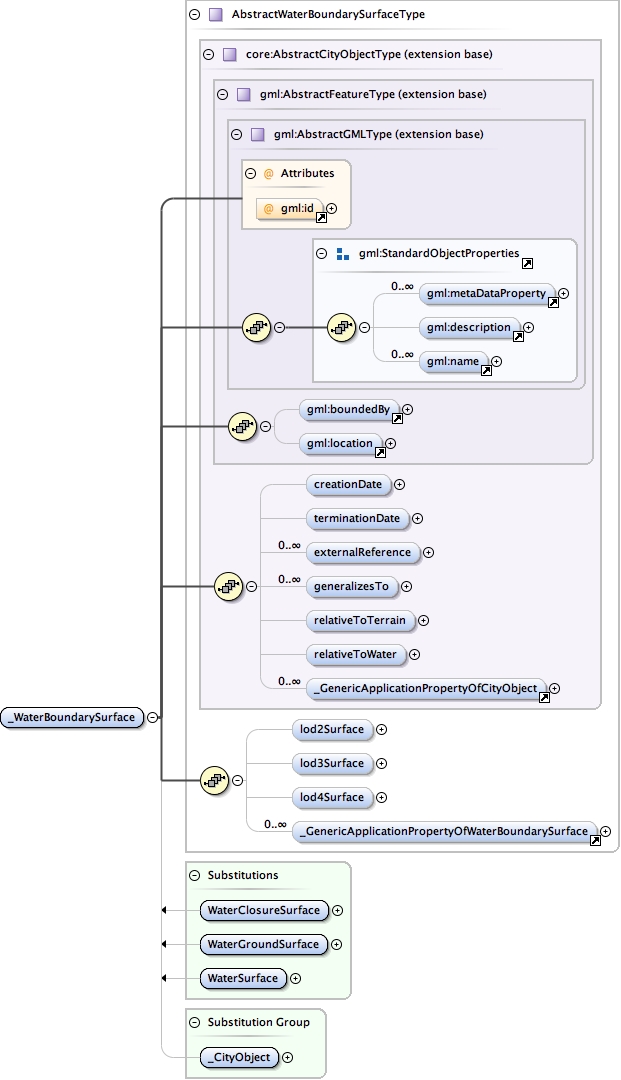 AbstractWaterBoundarySurfaceType
core:AbstractCityObjectType (extension base)
gml:AbstractFeatureType (extension base)
gml:AbstractGMLType (extension base)
@ Attributes
@ gml:id
gml:StandardObjectProperties
0..∞
gml:metaDataProperty
gml:description
0..∞
gml:name
gml:boundedBy
gml:location
creationDate
terminationDate
0..∞
externalReference
0..∞
generalizesTo
relativeToTerrain
relativeToWater
0..∞
_GenericApplicationPropertyOfCityObject
_WaterBoundarySurface
lod2Surface
lod3Surface
lod4Surface
0..∞
_GenericApplicationPropertyOfWaterBoundarySurface
Substitutions
WaterClosureSurface
WaterGroundSurface
WaterSurface
Substitution Group
_CityObject